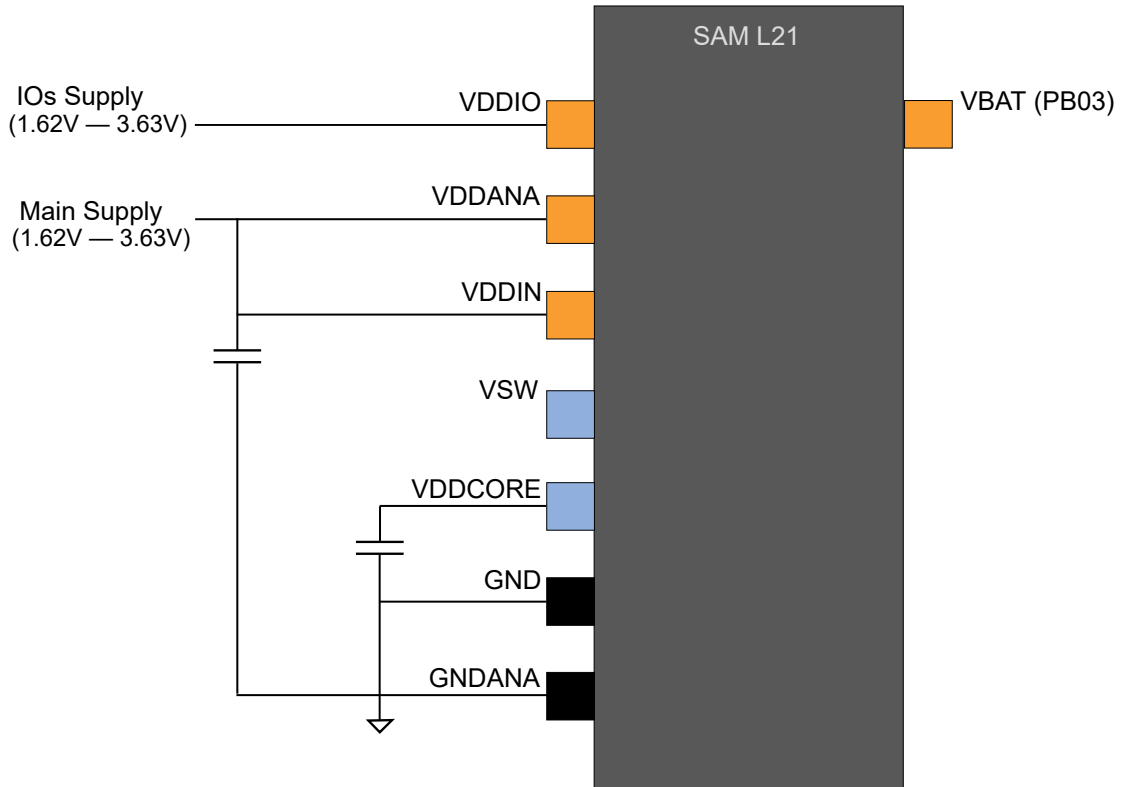 SAM L21
IOs Supply
(1.62V — 3.63V)
VDDIO
VBAT (PB03)
Main Supply
(1.62V — 3.63V)
VDDANA
VDDIN
VSW
VDDCORE
GND
GNDANA